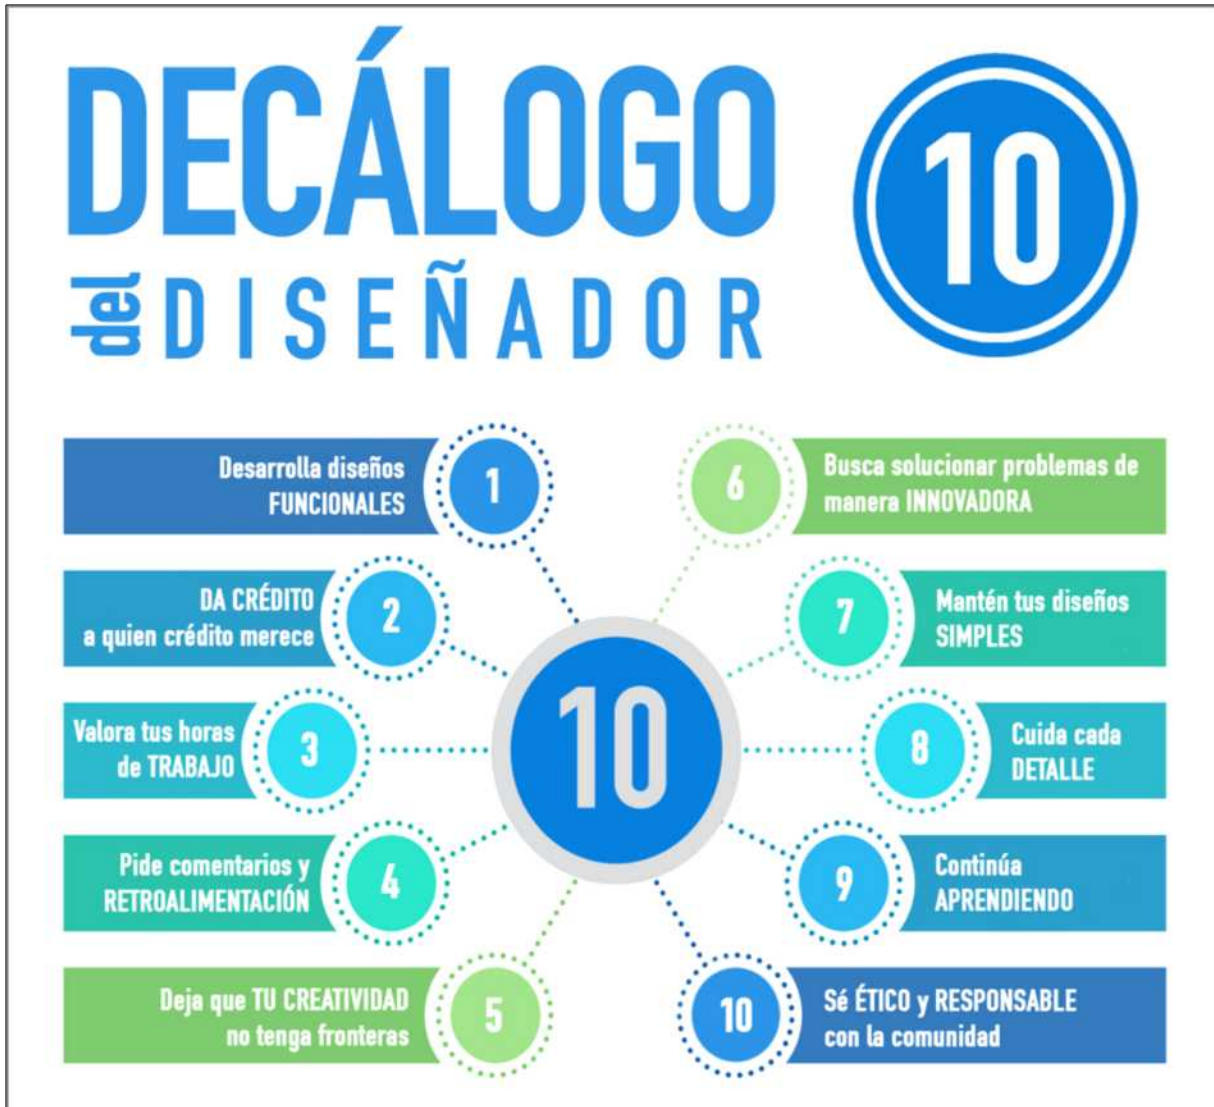 DECÁLOGO
del DISEÑADOR
10
1
Desarrolla diseños
FUNCIONALES
2
DA CRÉDITO
a quien crédito merece
3
Valora tus horas
de TRABAJO
4
Pide comentarios y
RETROALIMENTACIÓN
5
Deja que TU CREATIVIDAD
no tenga fronteras
10
6
Busca solucionar problemas de
manera INNOVADORA
7
Mantén tus diseños
SIMPLES
8
Cuida cada
DETALLE
9
Continúa
APRENDIENDO
10
Sé ÉTICO y RESPONSABLE
con la comunidad